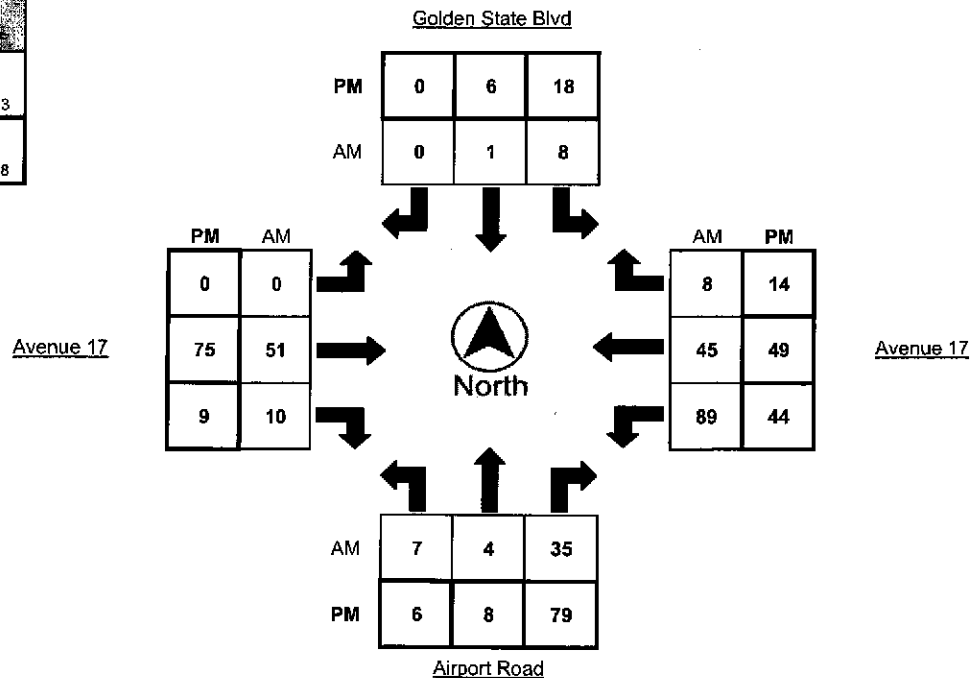 Golden State Blvd
PM 0 6 18
AM 0 1 8
3
8
PM AM
0 0
75 51
9 10
Avenue 17
North
AM PM
8 14
45 49
89 44
Avenue 17
AM 7 4 35
PM 6 8 79
Airport Road